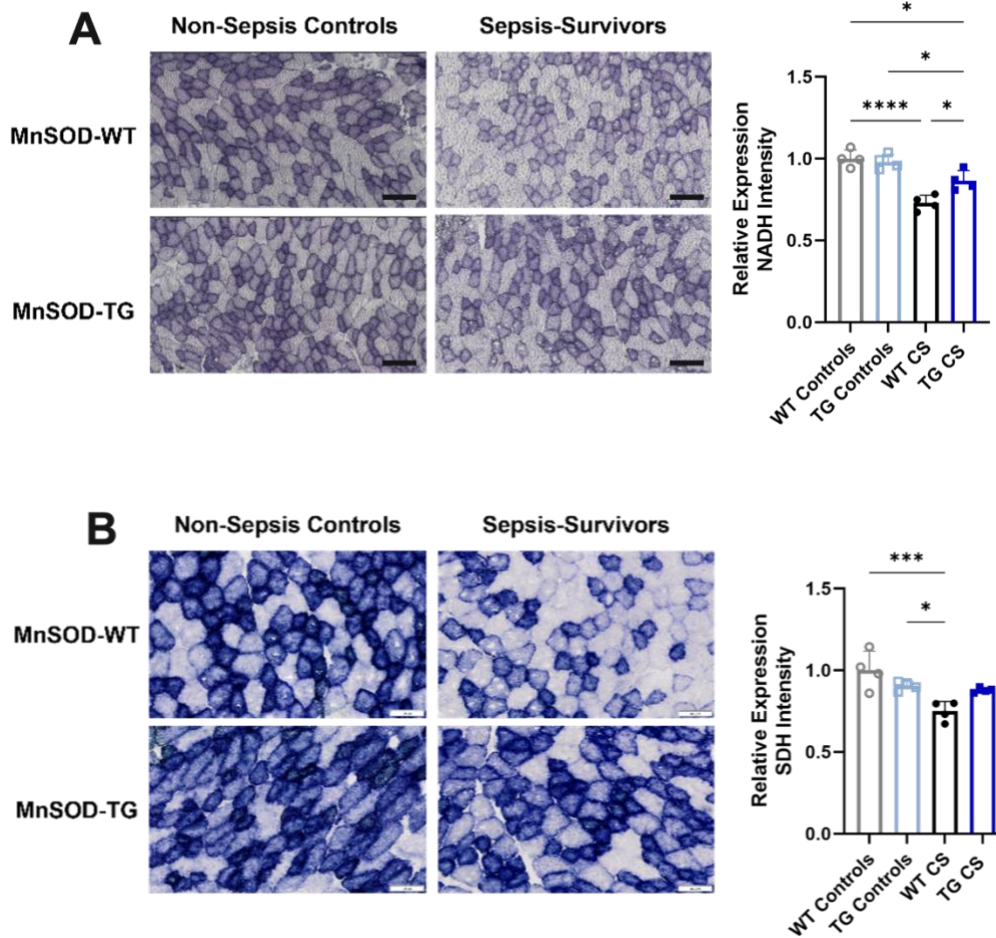 A
Non-Sepsis Controls
Sepsis-Survivors
MnSOD-WT
MnSOD-TG
*
*
**** *
Relative Expression
NADH Intensity
1.5
1.0
0.5
0.0
WT Controls
TG Controls
WT CS
TG CS
B
Non-Sepsis Controls
Sepsis-Survivors
MnSOD-WT
MnSOD-TG
***
*
Relative Expression
SDH Intensity
1.5
1.0
0.5
0.0
WT Controls
TG Controls
WT CS
TG CS